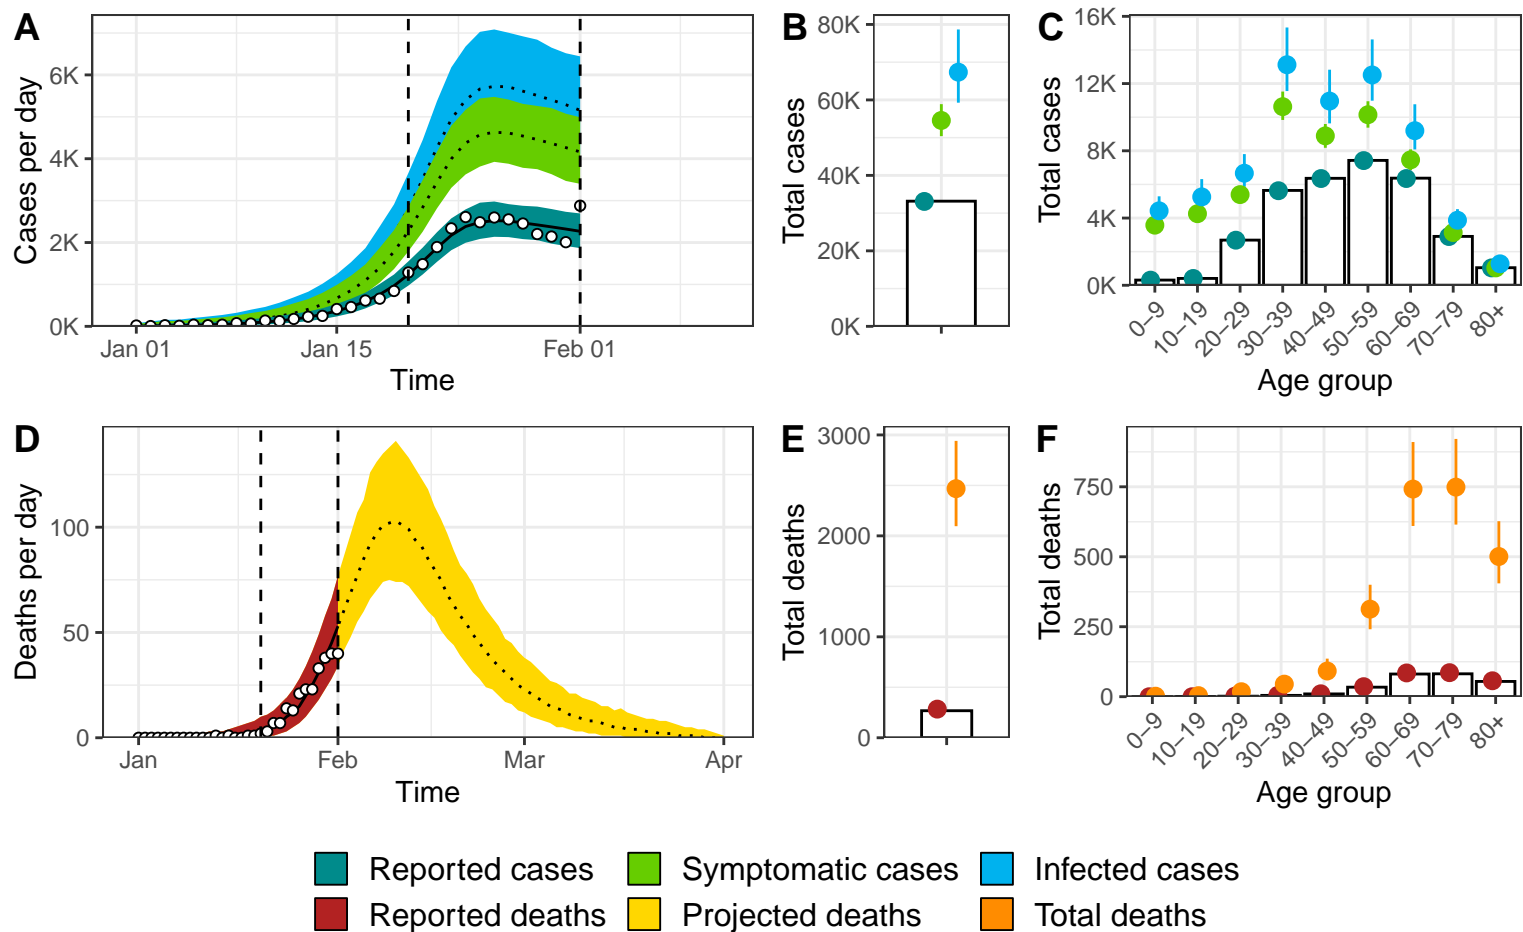 A
Cases per day
6K
4K
2K
0K
Jan 01
Jan 15
Feb 01
Time
B
Total cases
80K
60K
40K
20K
0K
C
Total cases
16K
12K
8K
4K
0K
0–9
10–19
20–29
30–39
40–49
50–59
60–69
70–79
80+
Age group
D
Deaths per day
100
50
0
Jan
Feb
Mar
Apr
Time
E
Total deaths
3000
2000
1000
0
F
Total deaths
750
500
250
0
0–9
10–19
20–29
30–39
40–49
50–59
60–69
70–79
80+
Age group
Reported cases
Symptomatic cases
Infected cases
Reported deaths
Projected deaths
Total deaths